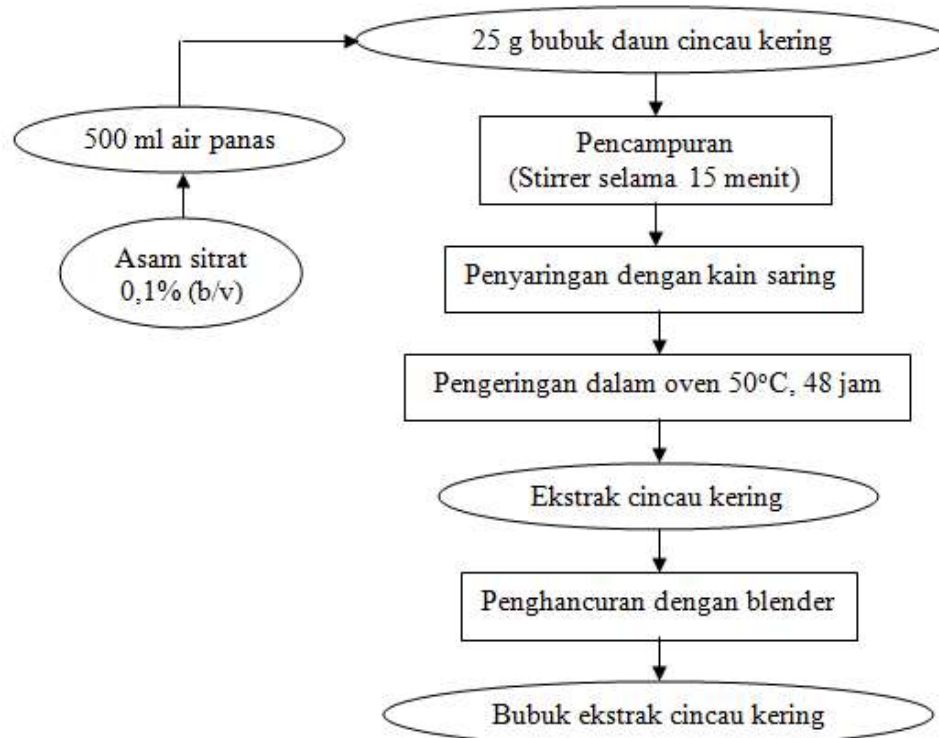 25 g bubuk daun cincau kering
500 ml air panas
Asam sitrat
0,1% (b/v)
Pencampuran
(Stirrer selama 15 menit)
Penyaringan dengan kain saring
Pengeringan dalam oven 50°C, 48 jam
Ekstrak cincau kering
Penghancuran dengan blender
Bubuk ekstrak cincau kering